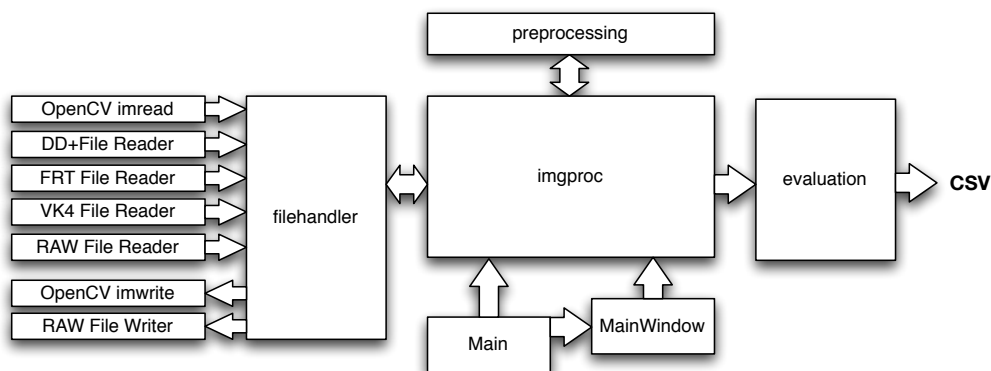 preprocessing
OpenCV imread
DD+File Reader
FRT File Reader
VK4 File Reader
RAW File Reader
OpenCV imwrite
RAW File Writer
filehandler
imgproc
evaluation
CSV
Main
MainWindow